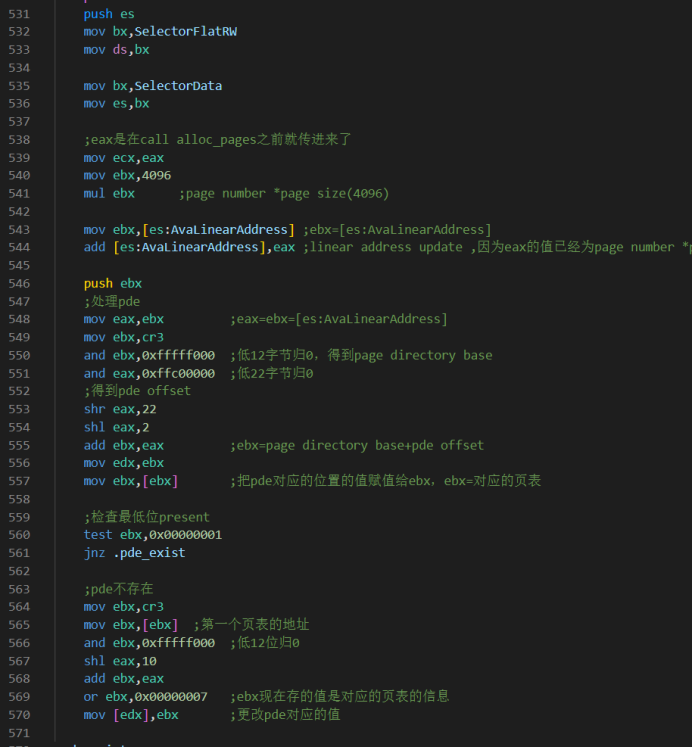 531 push es
532 mov bx,SelectorFlatRW
533 mov ds,bx
534
535 mov bx,SelectorData
536 mov es,bx
537
538 ;eax是在call alloc_pages之前就传进来了
539 mov ecx,eax
540 mov ebx,4096
541 mul ebx ;page number *page size(4096)
542
543 mov ebx,[es:AvaLinearAddress] ;ebx=[es:AvaLinearAddress]
544 add [es:AvaLinearAddress],eax ;linear address update ,因为eax的值已经为page number *p
545
546 push ebx
547 ;处理pde
548 mov eax,ebx ;eax=ebx=[es:AvaLinearAddress]
549 mov ebx,cr3
550 and ebx,0xfffff000 ;低12字节归0，得到page directory base
551 and eax,0xffc00000 ;低22字节归0
552 ;得到pde offset
553 shr eax,22
554 shl eax,2
555 add ebx,eax ;ebx=page directory base+pde offset
556 mov edx,ebx
557 mov ebx,[ebx] ;把pde对应的位置的值赋值给ebx，ebx=对应的页表
558
559 ;检查最低位present
560 test ebx,0x00000001
561 jnz .pde_exist
562
563 ;pde不存在
564 mov ebx,cr3
565 mov ebx,[ebx] ;第一个页表的地址
566 and ebx,0xfffff000 ;低12位归0
567 shl eax,10
568 add ebx,eax
569 or ebx,0x00000007 ;ebx现在存的值是对应的页表的信息
570 mov [edx],ebx ;更改pde对应的值
571